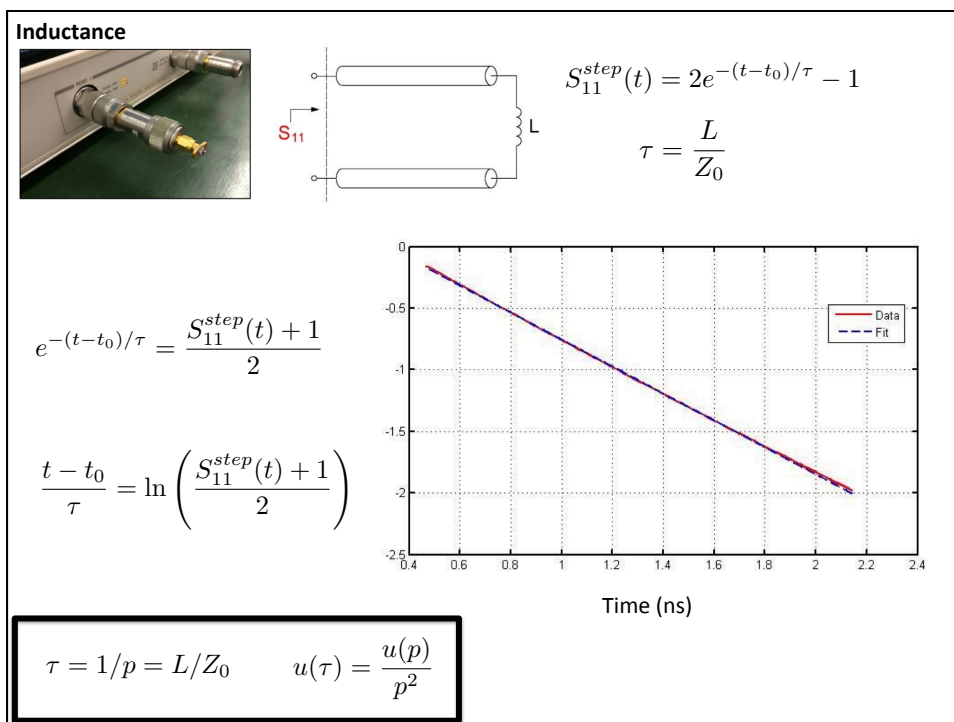 Inductance
S_{11}^{step}(t) = 2e^{-(t-t_0)/τ} − 1
τ = L/Z_0
S_{11}
L
e^{-(t-t_0)/τ} = (S_{11}^{step}(t) + 1)/2
(t − t_0)/τ = ln((S_{11}^{step}(t) + 1)/2)
0
-0.5
-1
-1.5
-2
-2.5
Data
Fit
0.4 0.6 0.8 1 1.2 1.4 1.6 1.8 2 2.2 2.4
Time (ns)
τ = 1/p = L/Z_0 u(τ) = u(p)/p^2